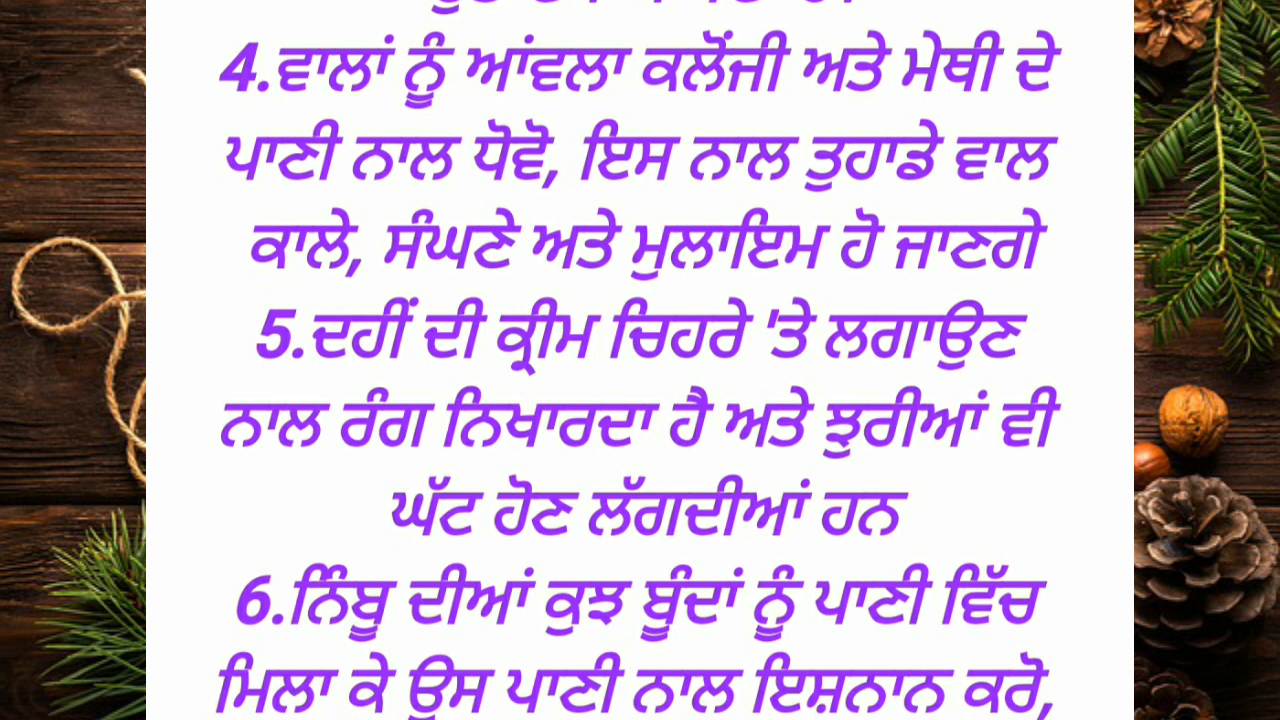 4.ਵਾਲਾਂ ਨੂੰ ਆਂਵਲਾ ਕਲੋਂਜੀ ਅਤੇ ਮੇਥੀ ਦੇ
ਪਾਣੀ ਨਾਲ ਧੋਵੋ, ਇਸ ਨਾਲ ਤੁਹਾਡੇ ਵਾਲ
ਕਾਲੇ, ਸੰਘਣੇ ਅਤੇ ਮੁਲਾਇਮ ਹੋ ਜਾਣਗੇ
5.ਦਹੀਂ ਦੀ ਕ੍ਰੀਮ ਚਿਹਰੇ 'ਤੇ ਲਗਾਉਣ
ਨਾਲ ਰੰਗ ਨਿਖਾਰਦਾ ਹੈ ਅਤੇ ਝੁਰੀਆਂ ਵੀ
ਘੱਟ ਹੋਣ ਲੱਗਦੀਆਂ ਹਨ
6.ਨਿੰਬੂ ਦੀਆਂ ਕੁਝ ਬੂੰਦਾਂ ਨੂੰ ਪਾਣੀ ਵਿੱਚ
ਮਿਲਾ ਕੇ ਉਸ ਪਾਣੀ ਨਾਲ ਇਸ਼ਨਾਨ ਕਰੋ,